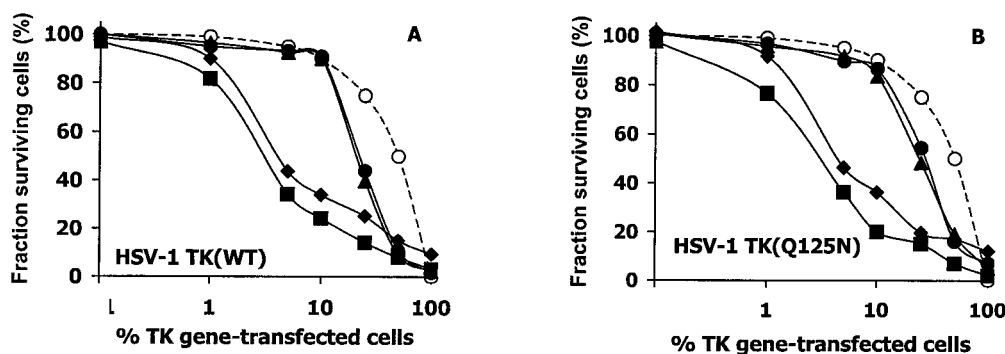 A
Fraction surviving cells (%)
100
80
60
40
20
0
HSV-1 TK(WT)
1
10
100
% TK gene-transfected cells
B
Fraction surviving cells (%)
100
80
60
40
20
0
HSV-1 TK(Q125N)
1
10
100
% TK gene-transfected cells